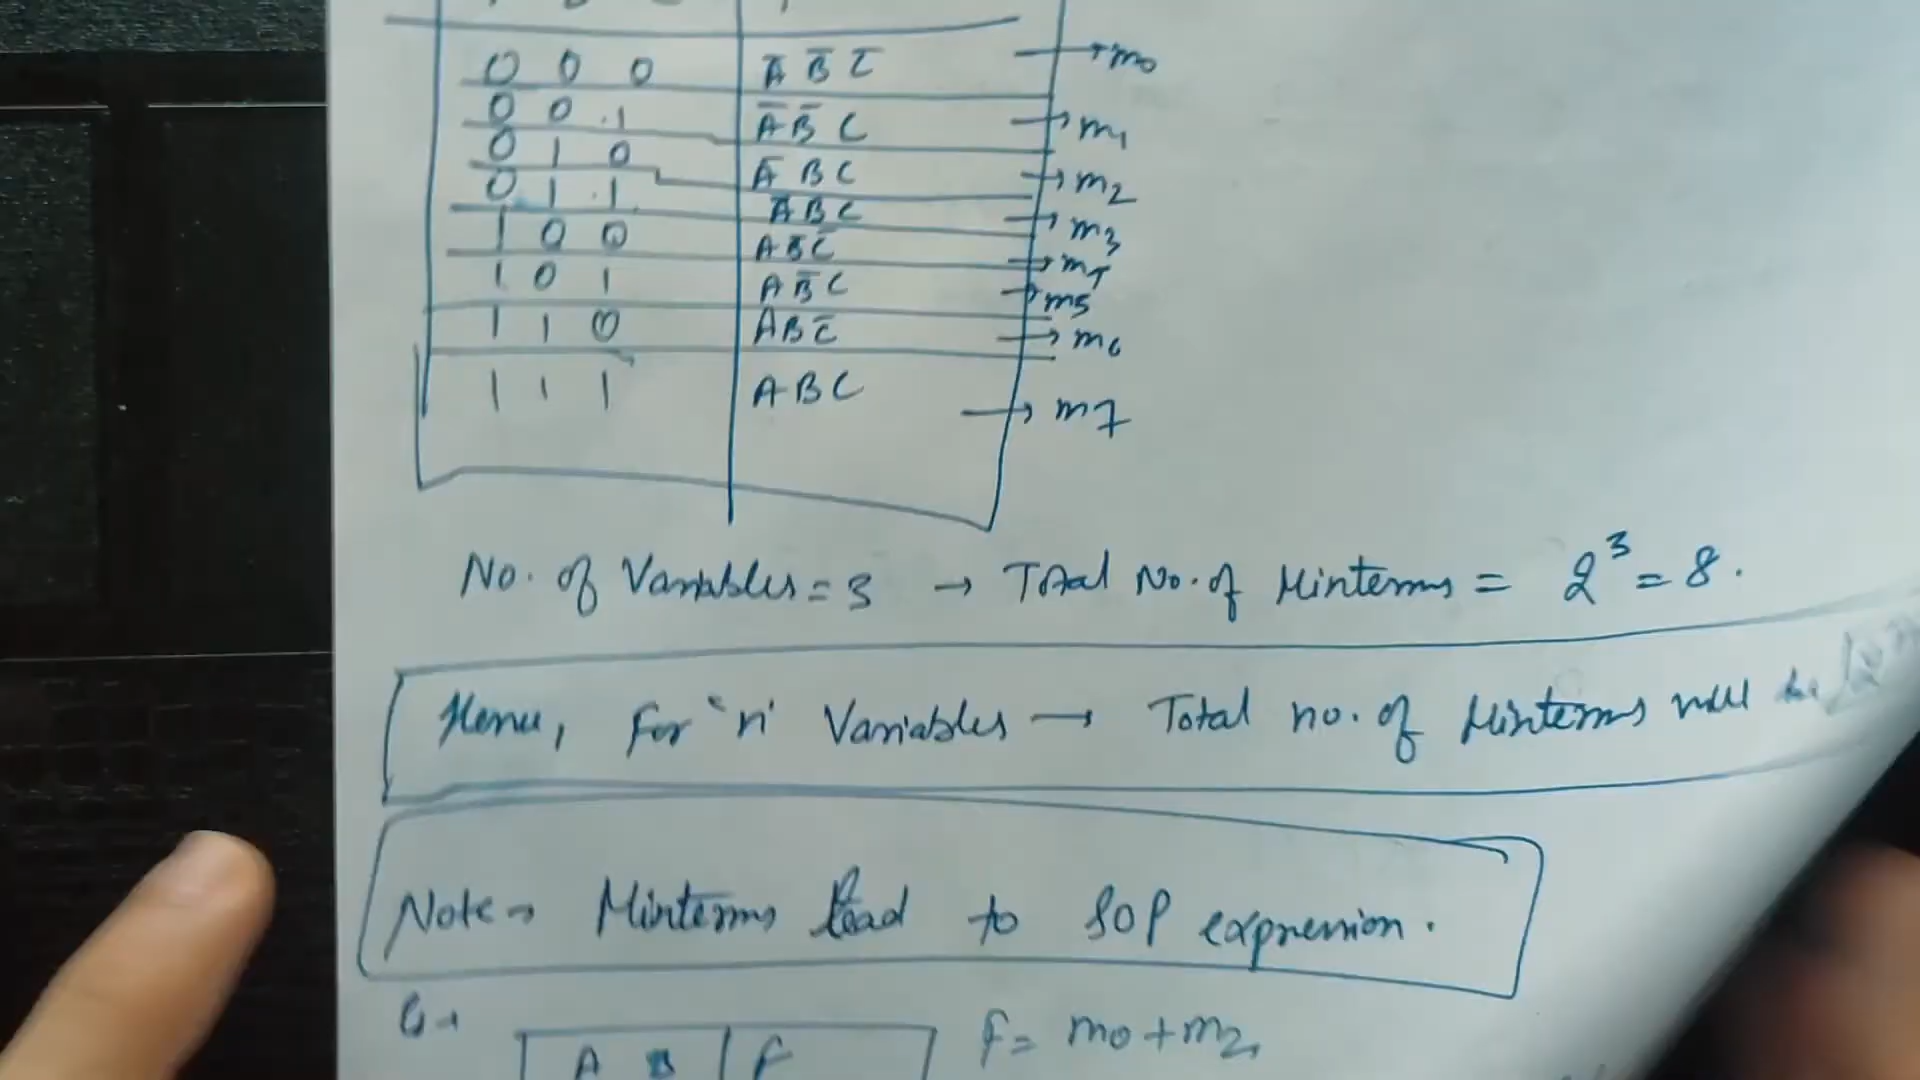 0 0 0 A̅ B̅ C̅ → m0
0 0 1 A̅ B̅ C → m1
0 1 0 A̅ B C → m2
0 1 1 A̅ B C → m3
1 0 0 A B̅ C̅ → m4
1 0 1 A B̅ C → m5
1 1 0 A B C̅ → m6
1 1 1 A B C → m7
No. of Variables = 3 → Total No. of Minterms = 2³ = 8.
Hence, for 'n' Variables → Total no. of Minterms will be
Note → Minterms lead to SOP expression.
A B F F = m0 + m2